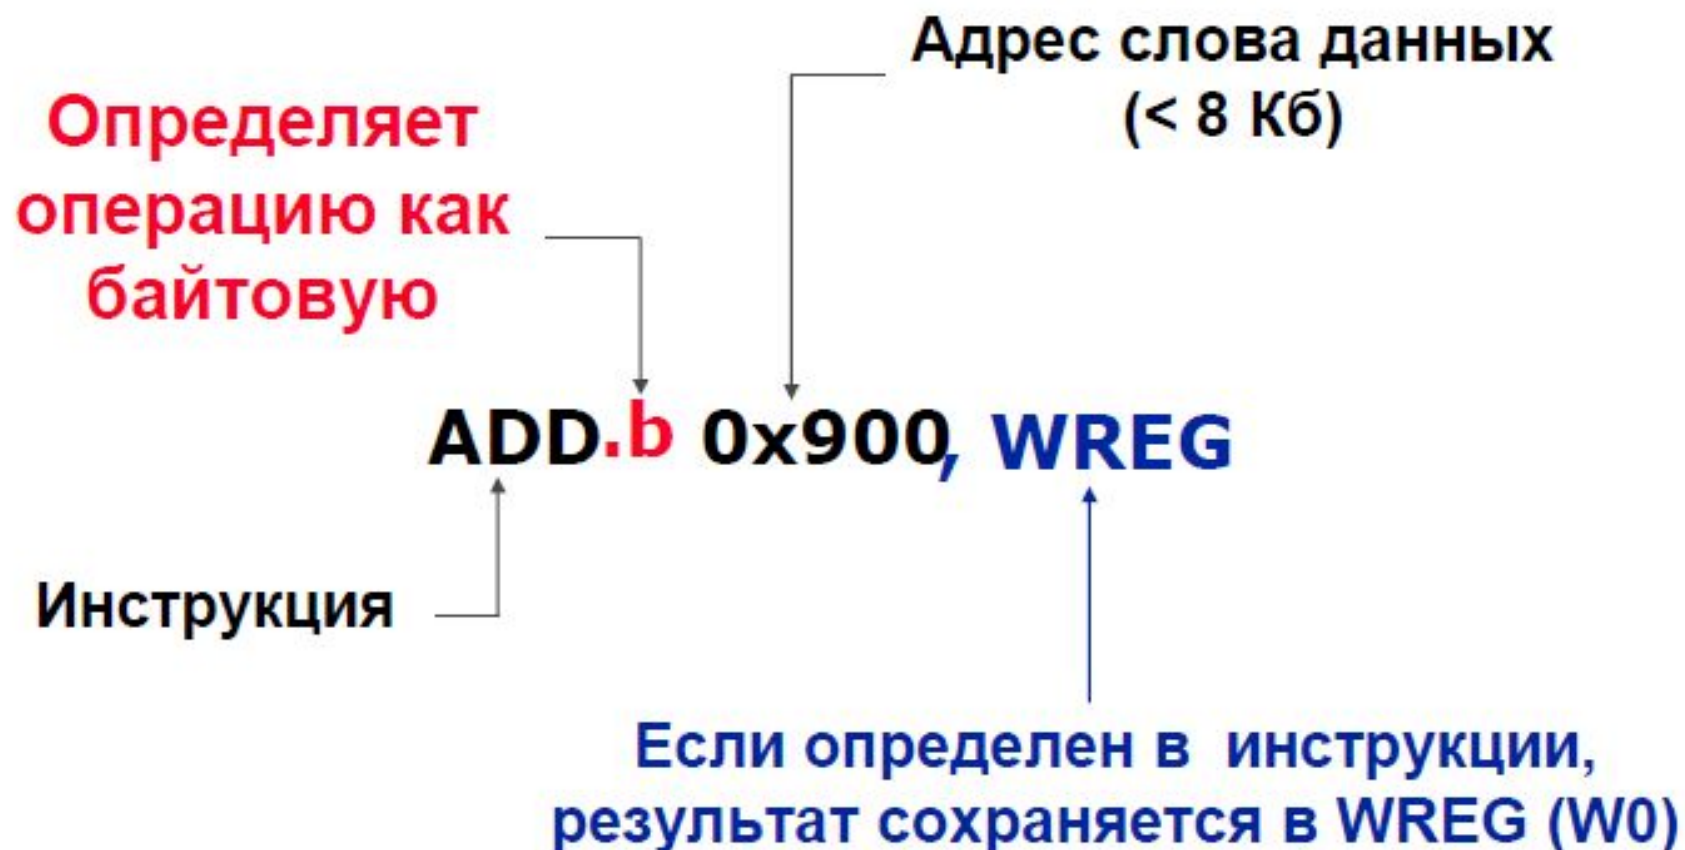 Адрес слова данных
(< 8 Кб)
Определяет
операцию как
байтовую
ADD.b 0x900, WREG
Инструкция
Если определен в инструкции,
результат сохраняется в WREG (W0)